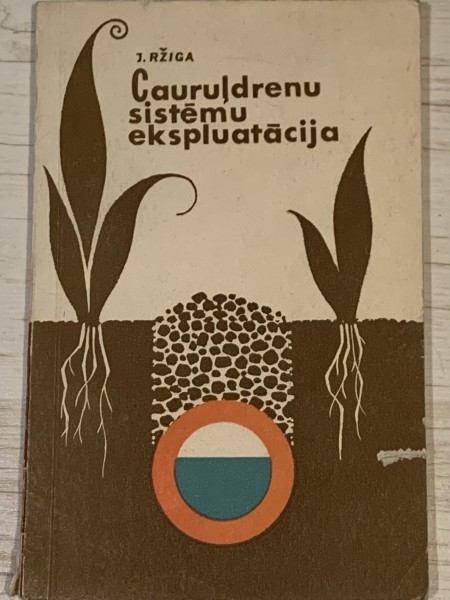 J. RŽIGA
Cauruļdrenu
sistēmu
ekspluatācija